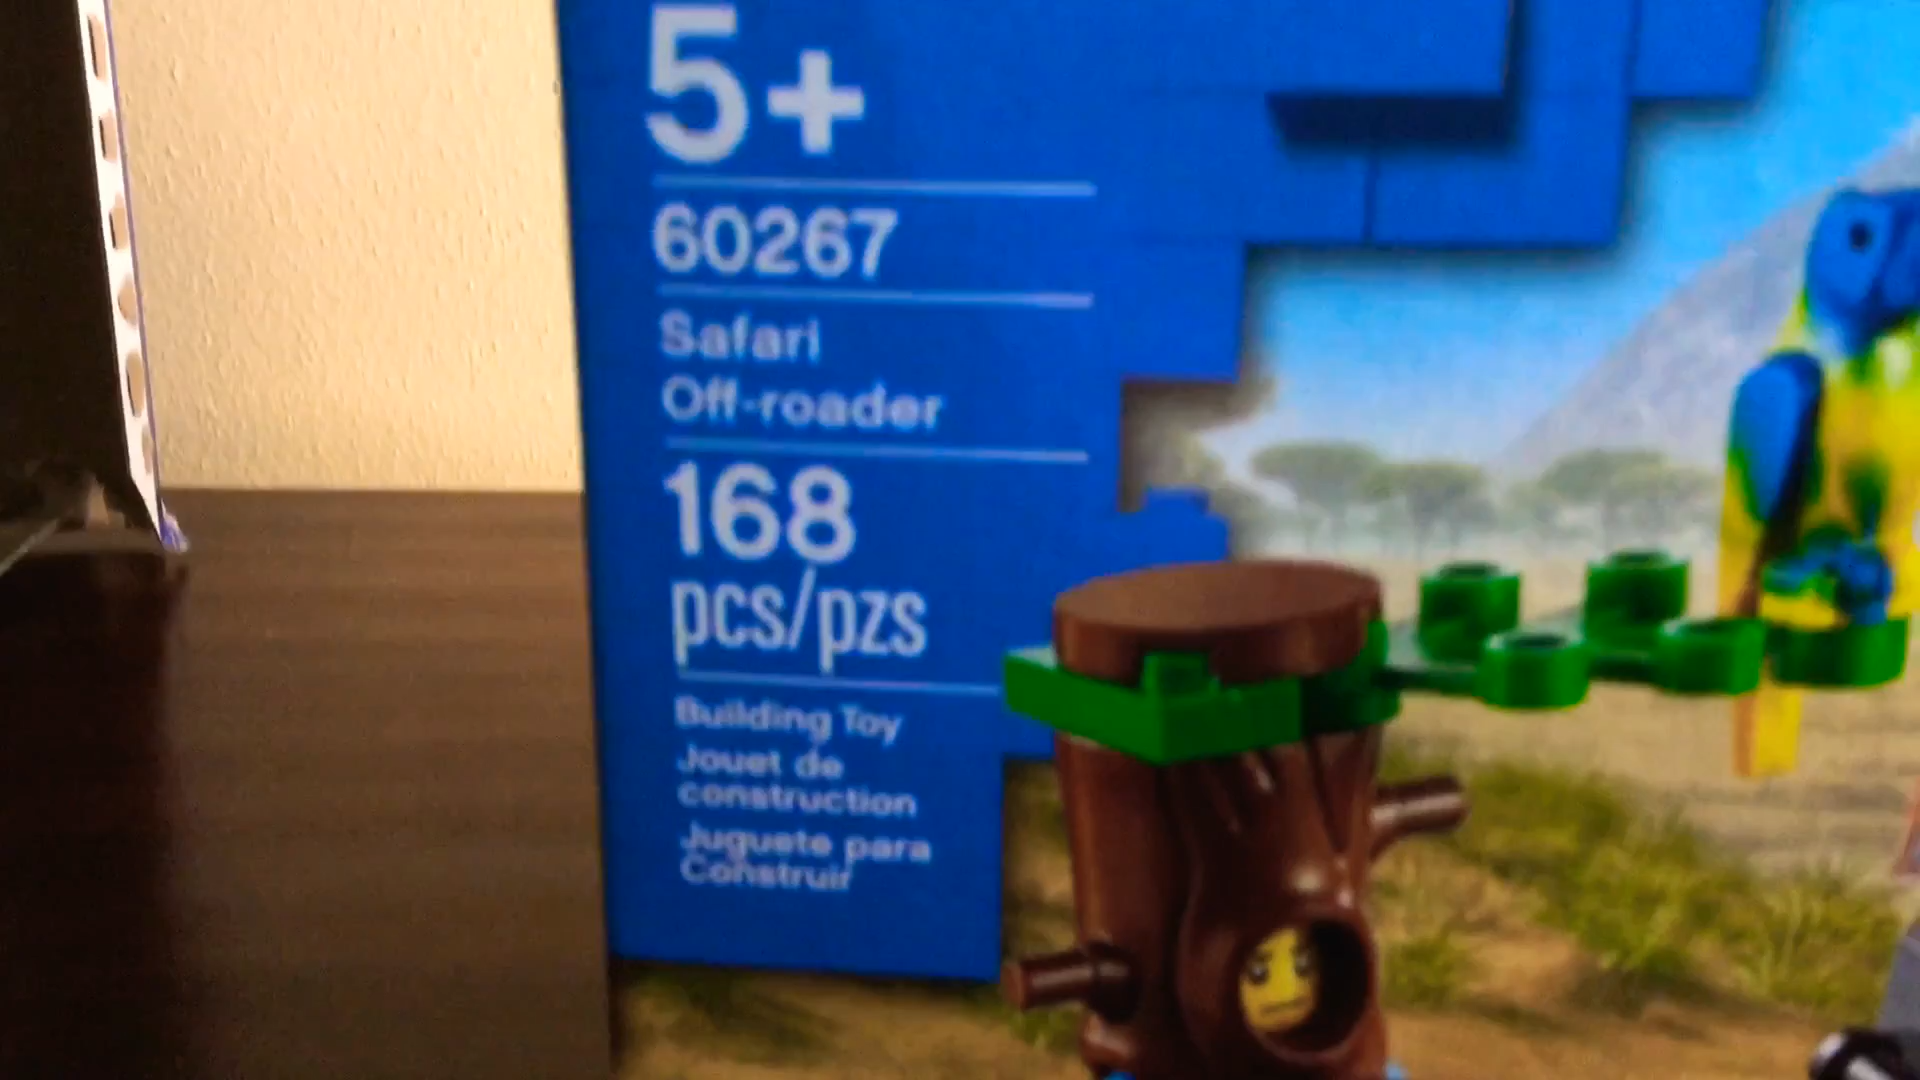 5+
60267
Safari
Off-roader
168
pcs/pzs
Building Toy
Jouet de
construction
Juguete para
Construir